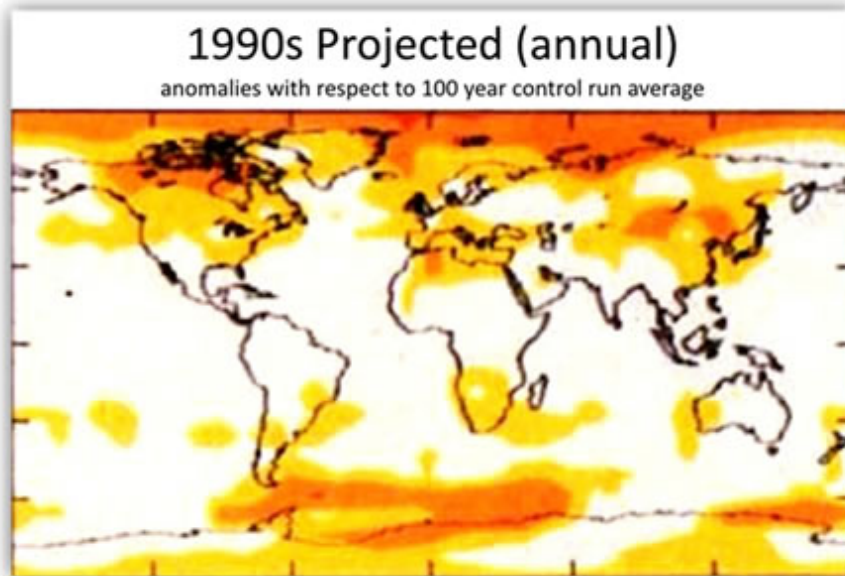 1990s Projected (annual)
anomalies with respect to 100 year control run average